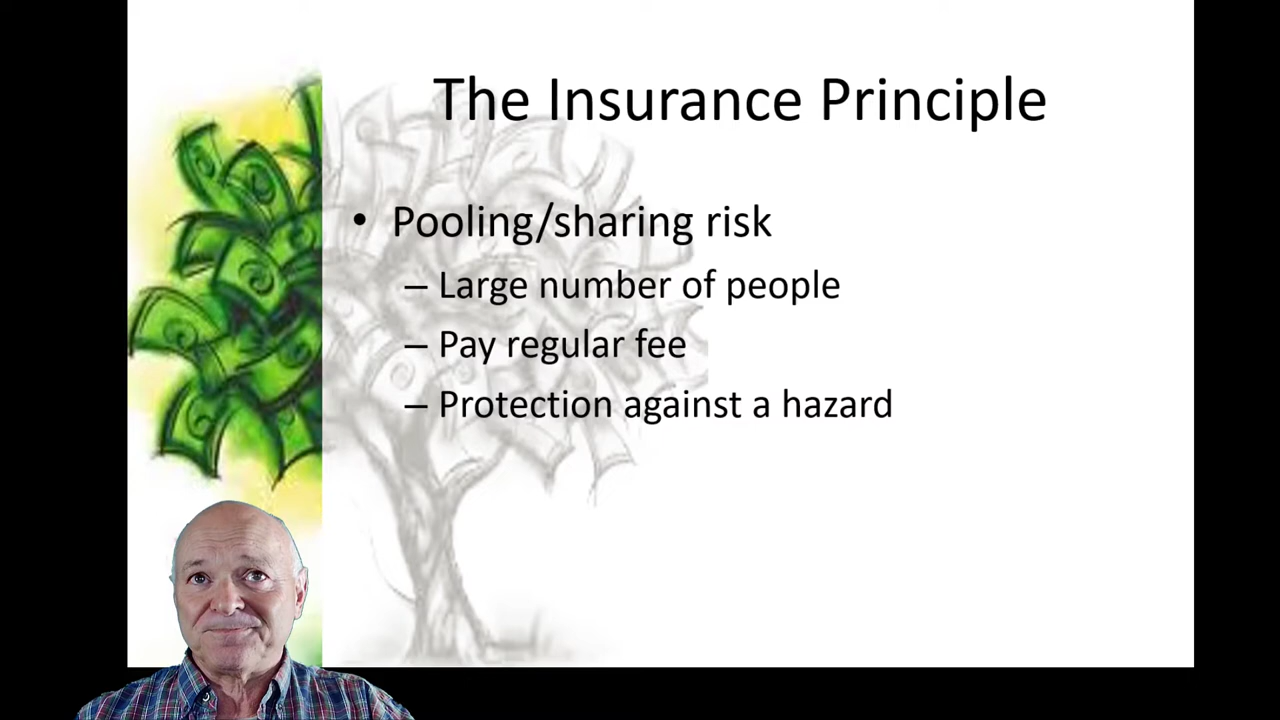 The Insurance Principle
• Pooling/sharing risk
– Large number of people
– Pay regular fee
– Protection against a hazard